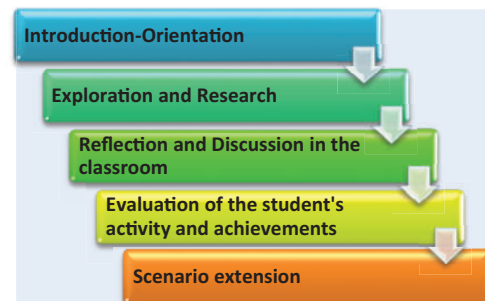 Introduction-Orientation
Exploration and Research
Reflection and Discussion in the
classroom
Evaluation of the student's
activity and achievements
Scenario extension